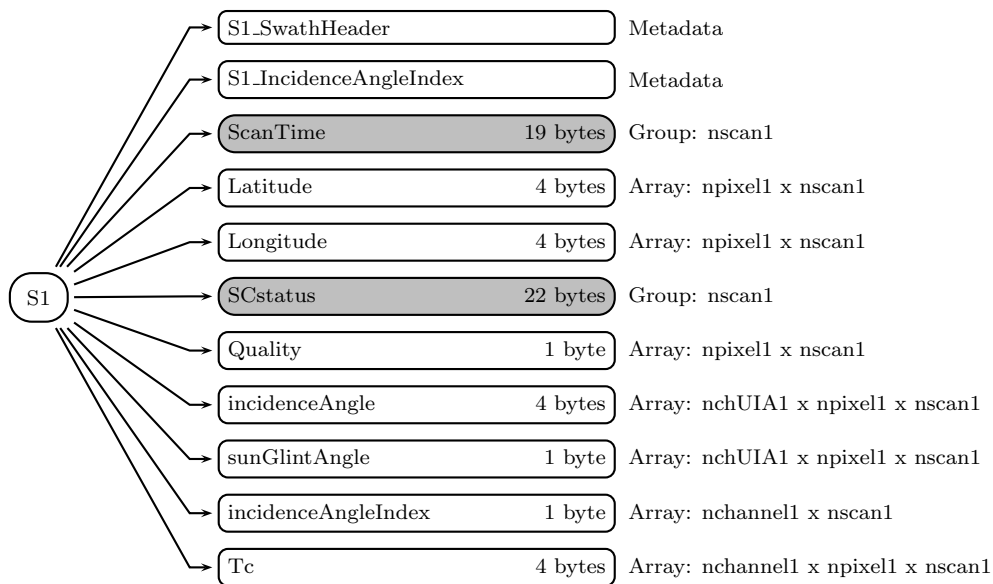 S1_SwathHeader Metadata
S1_IncidenceAngleIndex Metadata
ScanTime 19 bytes Group: nscan1
Latitude 4 bytes Array: npixel1 x nscan1
Longitude 4 bytes Array: npixel1 x nscan1
S1 SCstatus 22 bytes Group: nscan1
Quality 1 byte Array: npixel1 x nscan1
incidenceAngle 4 bytes Array: nchUIA1 x npixel1 x nscan1
sunGlintAngle 1 byte Array: nchUIA1 x npixel1 x nscan1
incidenceAngleIndex 1 byte Array: nchannel1 x nscan1
Tc 4 bytes Array: nchannel1 x npixel1 x nscan1